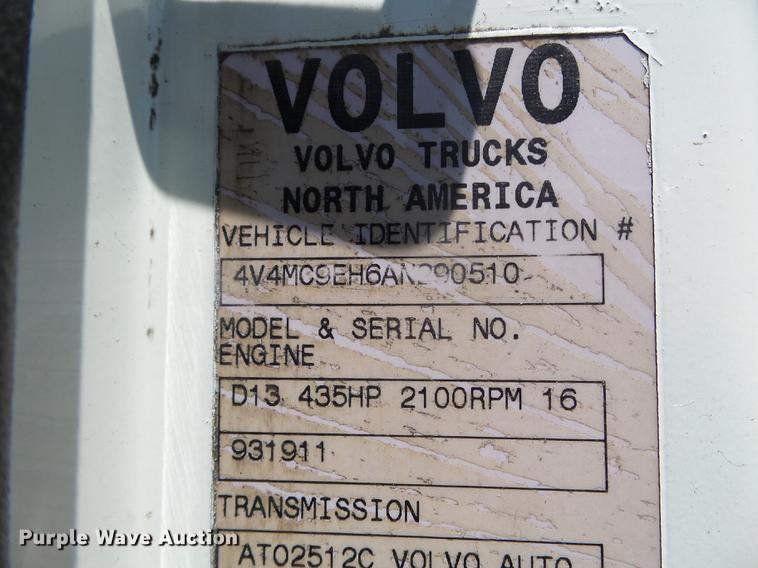 VOLVO
VOLVO TRUCKS
NORTH AMERICA
VEHICLE IDENTIFICATION #
MODEL & SERIAL NO.
ENGINE
D13 435HP 2100RPM 16
931911
TRANSMISSION
AT02512C VOLVO AUTO
Purple Wave Auction